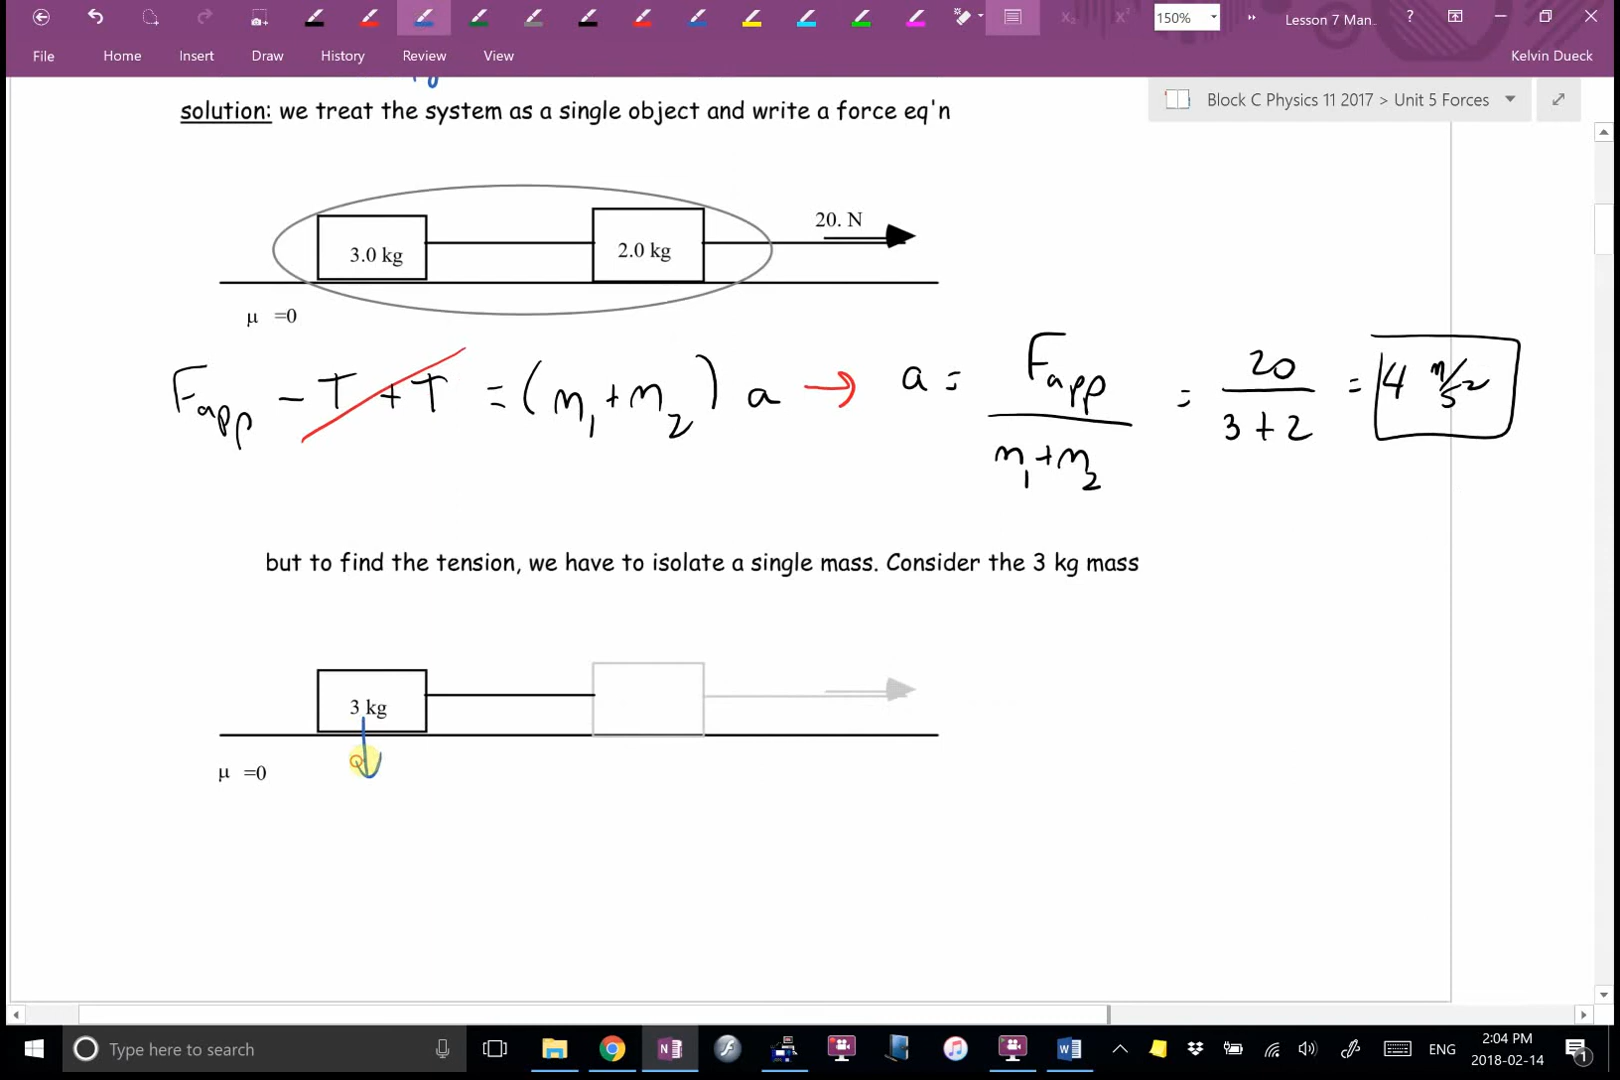 150%
Lesson 7 Man..
?
File Home Insert Draw History Review View
Kelvin Dueck
Block C Physics 11 2017 > Unit 5 Forces
solution: we treat the system as a single object and write a force eq'n
20. N
3.0 kg
2.0 kg
μ =0
F_app - T + T = (m₁+m₂) a → a = F_app / (m₁+m₂) = 20 / (3+2) = 4 m/s²
but to find the tension, we have to isolate a single mass. Consider the 3 kg mass
3 kg
μ =0
Type here to search
ENG
2:04 PM
2018-02-14
1